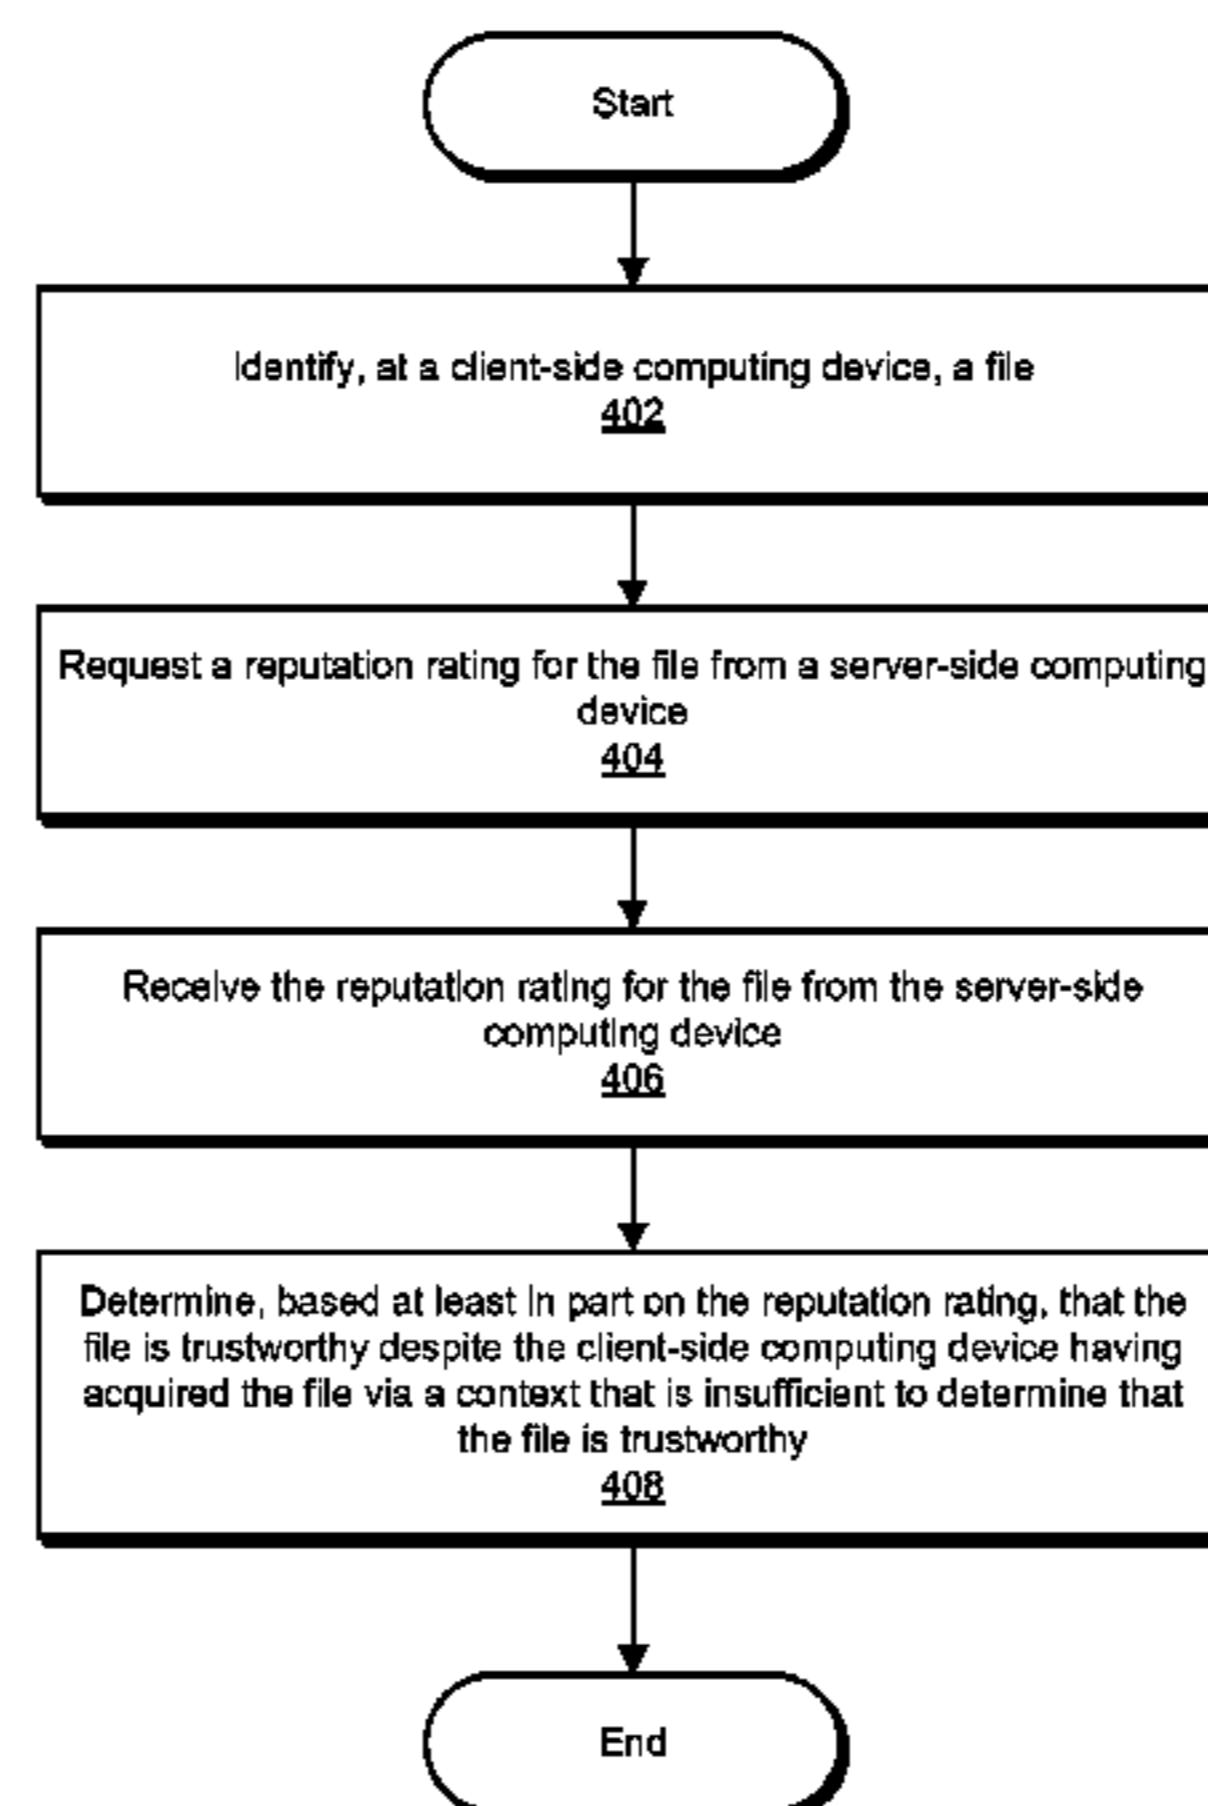 Start
Identify, at a client-side computing device, a file
402
Request a reputation rating for the file from a server-side computing
device
404
Receive the reputation rating for the file from the server-side
computing device
406
Determine, based at least in part on the reputation rating, that the
file is trustworthy despite the client-side computing device having
acquired the file via a context that is insufficient to determine that
the file is trustworthy
408
End